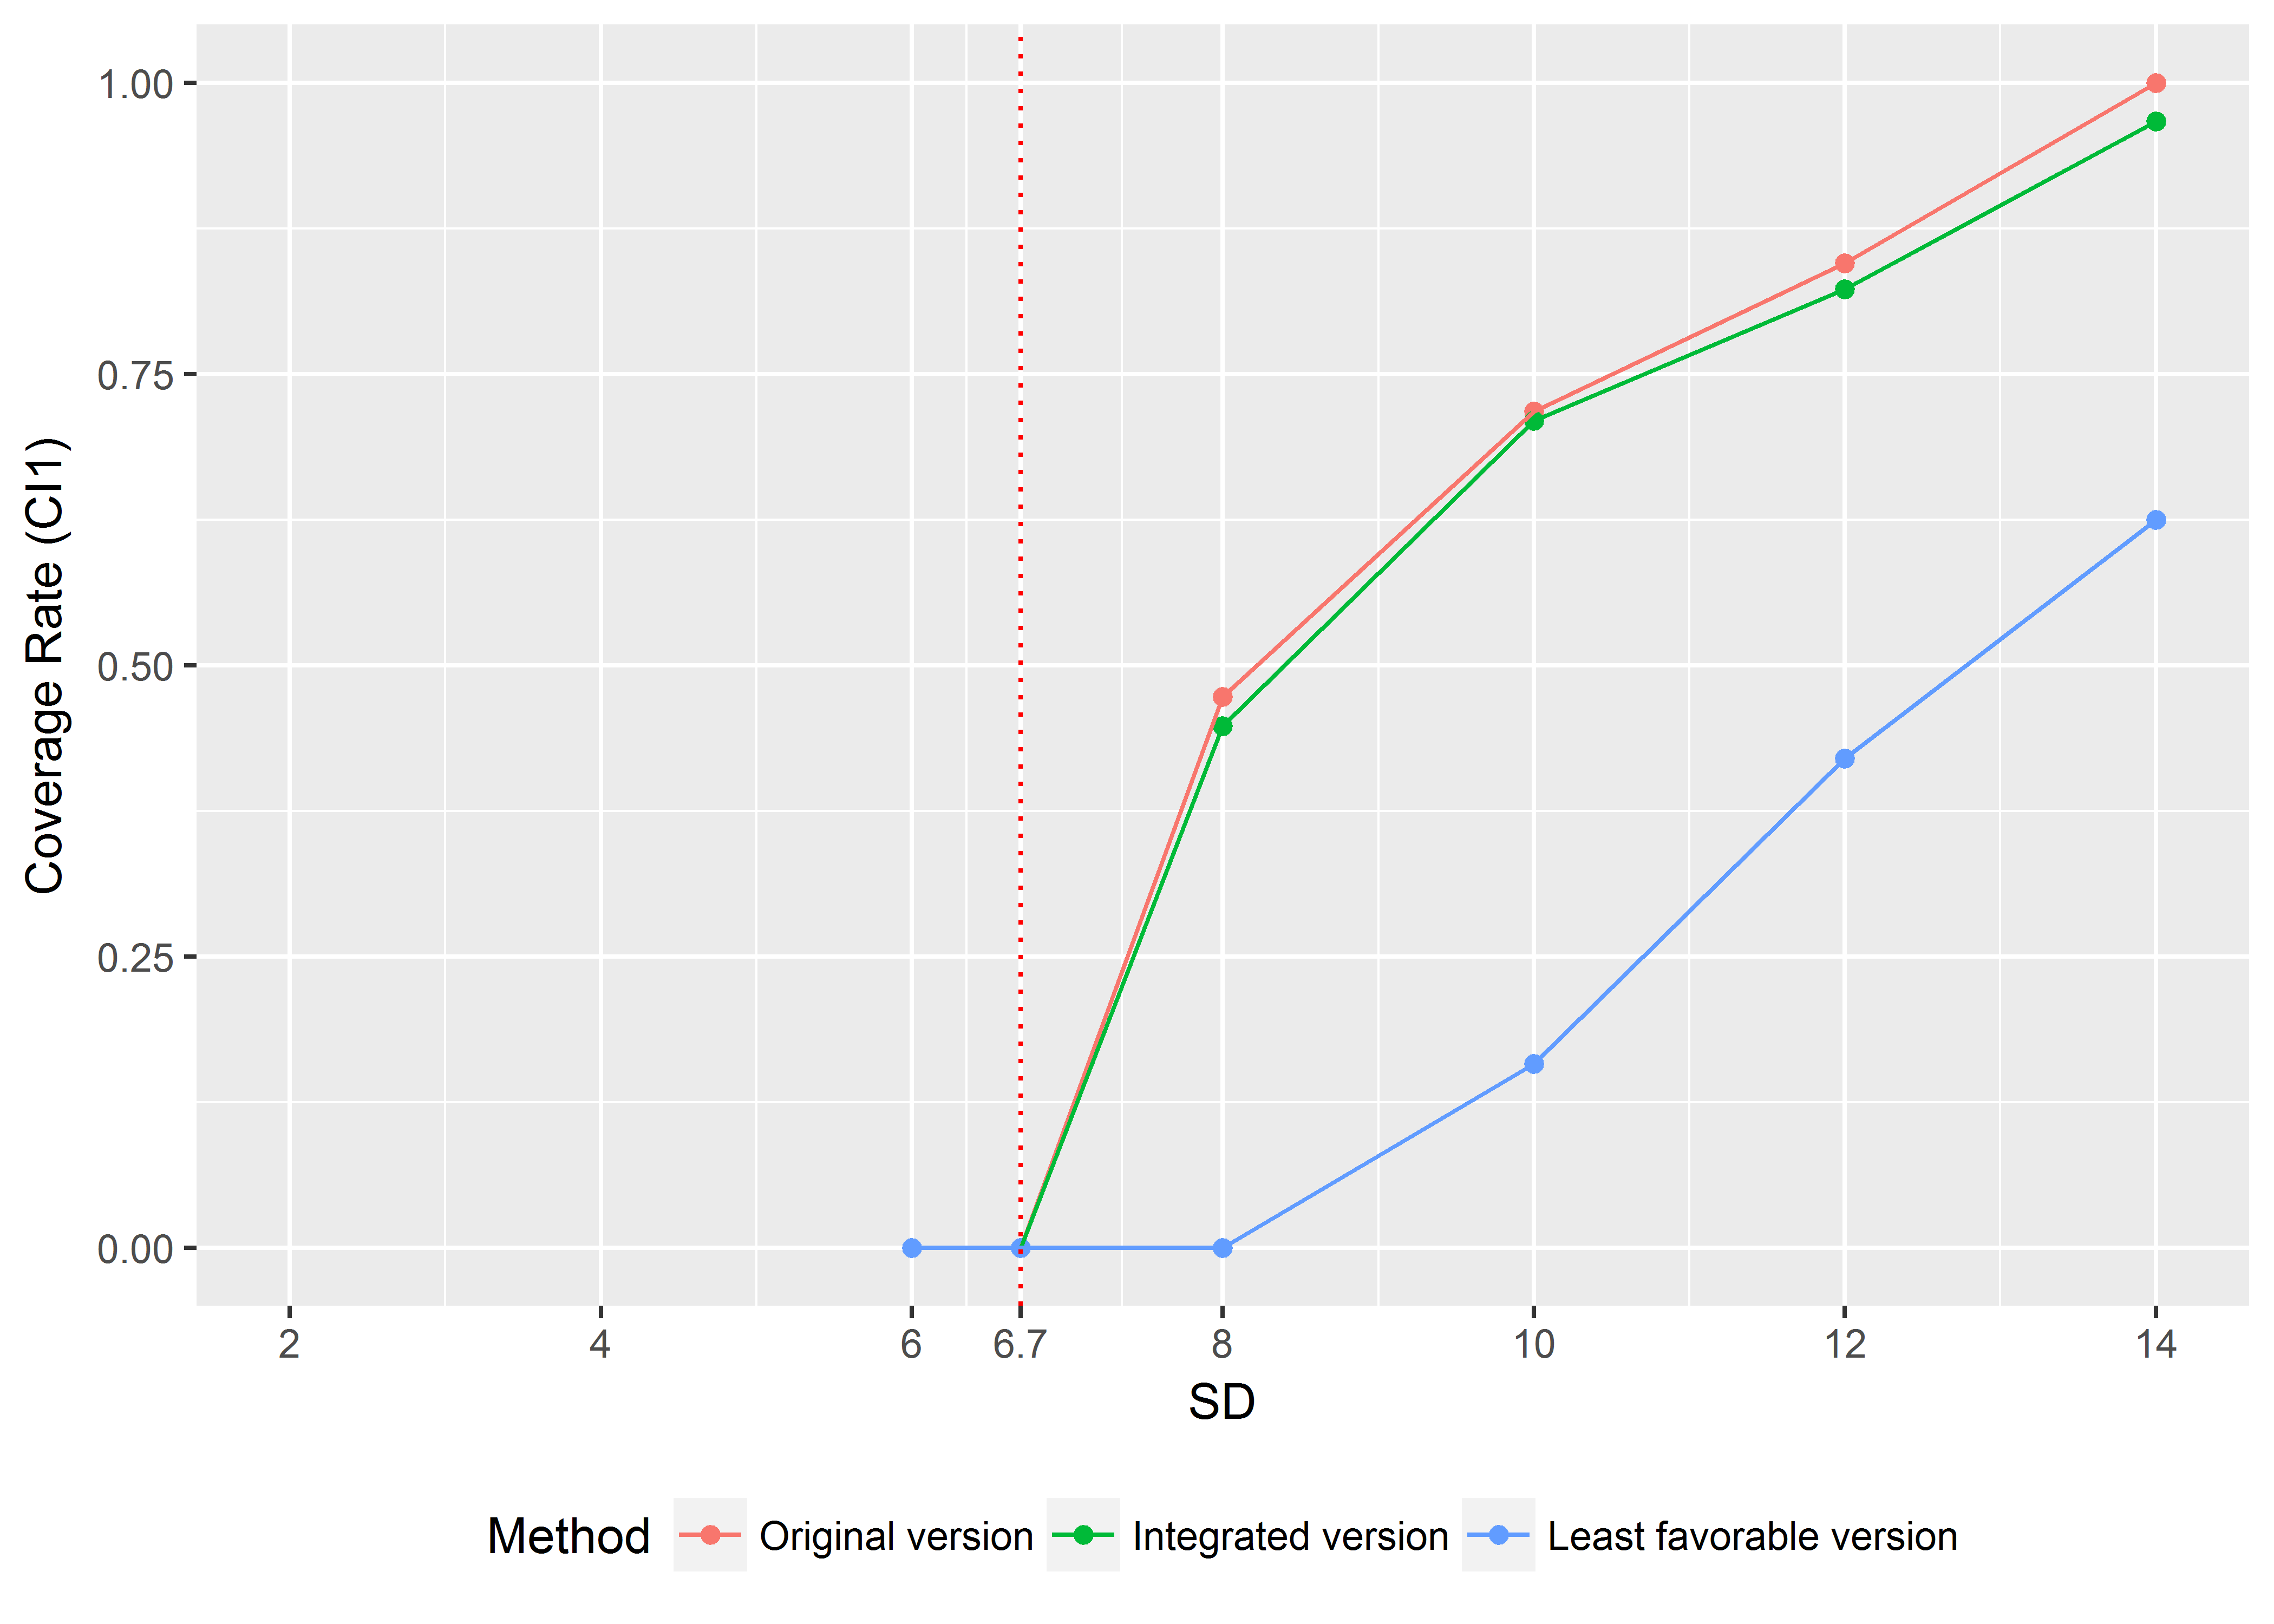 Coverage Rate (CI1)
1.00
0.75
0.50
0.25
0.00
2 4 6 6.7 8 10 12 14
SD
Method Original version Integrated version Least favorable version